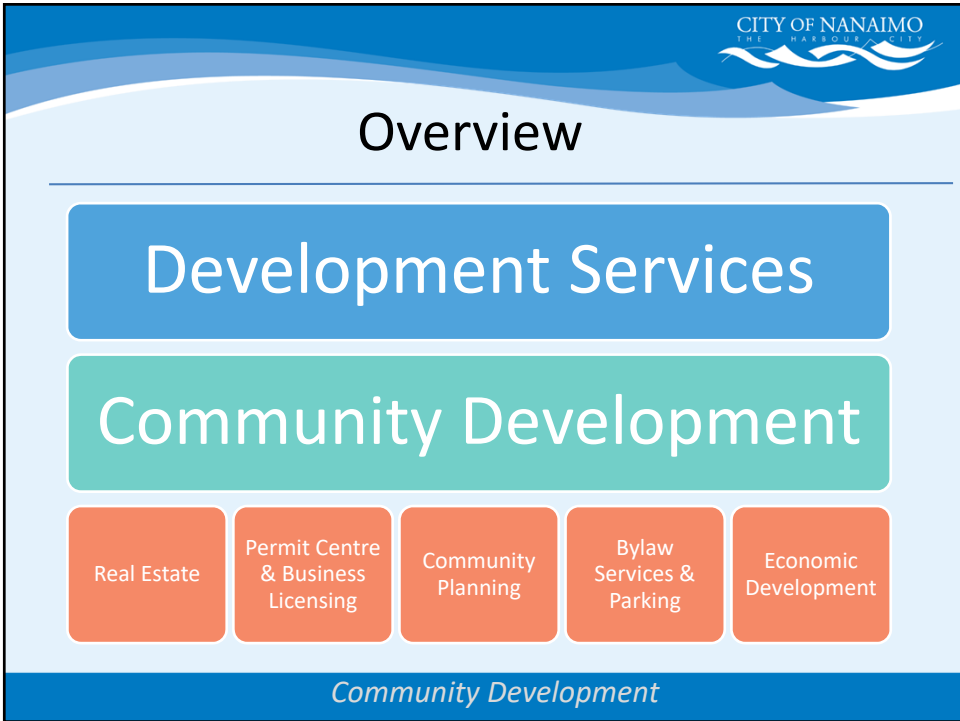 CITY OF NANAIMO
THE HARBOUR CITY
Overview
Development Services
Community Development
Real Estate
Permit Centre
& Business
Licensing
Community
Planning
Bylaw
Services &
Parking
Economic
Development
Community Development